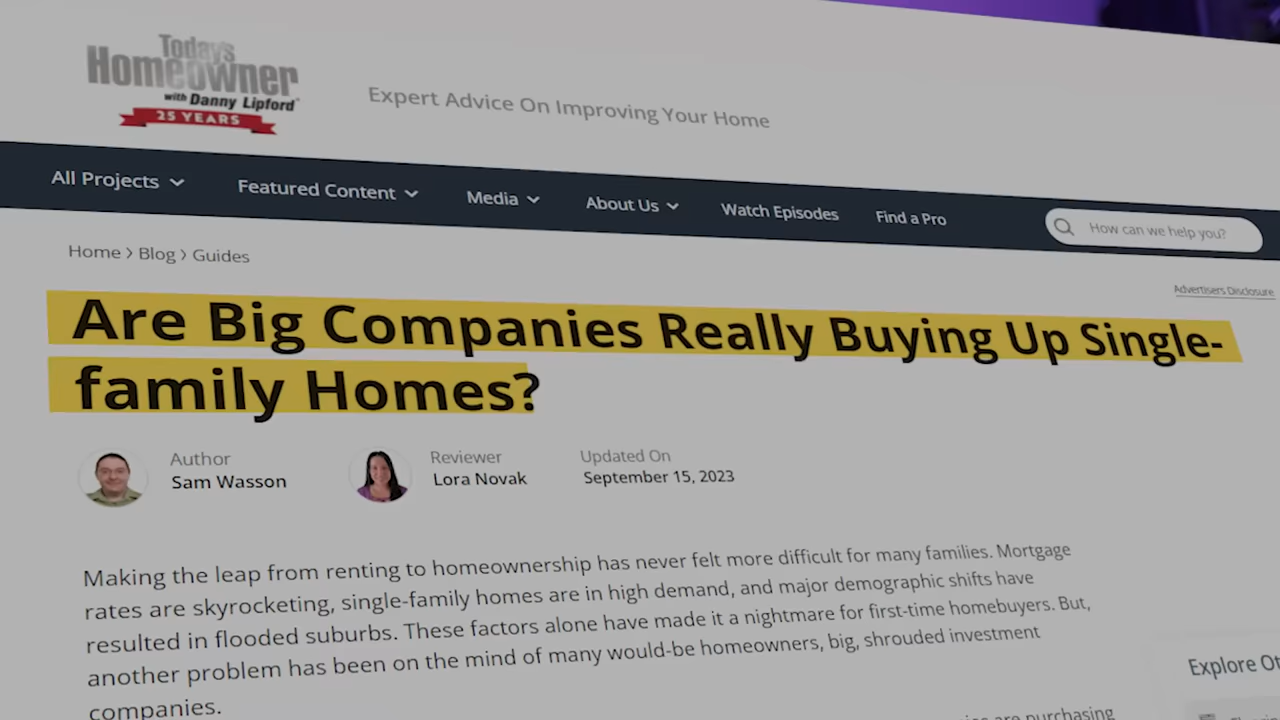 Today's
Homeowner
with Danny Lipford
25 YEARS
Expert Advice On Improving Your Home
All Projects
Featured Content
Media
About Us
Watch Episodes
Find a Pro
How can we help you?
Home > Blog > Guides
Advertisers Disclosure
Are Big Companies Really Buying Up Single-
family Homes?
Author
Sam Wasson
Reviewer
Lora Novak
Updated On
September 15, 2023
Making the leap from renting to homeownership has never felt more difficult for many families. Mortgage
rates are skyrocketing, single-family homes are in high demand, and major demographic shifts have
resulted in flooded suburbs. These factors alone have made it a nightmare for first-time homebuyers. But,
another problem has been on the mind of many would-be homeowners, big, shrouded investment
companies.
are purchasing
Explore